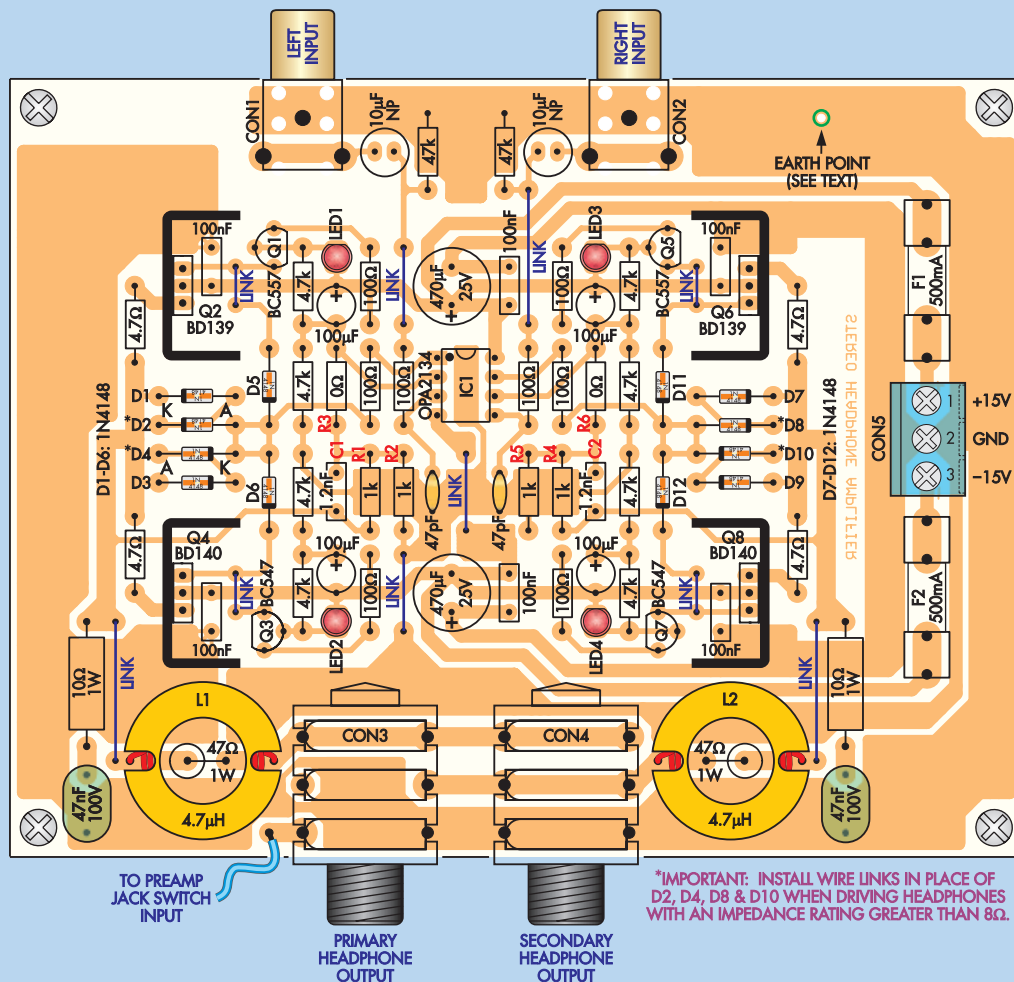 LEFT
INPUT
RIGHT
INPUT
CON1
10µF
NP
47k
47k
10µF
NP
CON2
EARTH POINT
(SEE TEXT)
100nF
Q1
LED1
100nF
LED3
Q5
100nF
LINK
BC557
4.7k
100Ω
LINK
470µF
25V
LINK
100Ω
4.7k
BC557
LINK
F1
500mA
Q2
BD139
Q6
BD139
4.7Ω
+
100µF
+
+
100µF
4.7Ω
STEREO HEADPHONE AMPLIFIER
D1
K
A
D5
4.7k
0Ω
100Ω
100Ω
OPA2134
IC1
100Ω
100Ω
0Ω
4.7k
D11
D7
*D2
R3
R6
*D8
*D4
A
K
C1
R1
R2
R5
R4
C2
*D10
D3
D6
D12
D9
D1-D6: 1N4148
D7-D12: 1N4148
1N
4148
1N
4148
1N
4148
1N
4148
CON5
1
+15V
2
GND
3
–15V
4.7k
1.2nF
1k
1k
47pF
LINK
47pF
1k
1k
1.2nF
4.7k
4.7Ω
Q4
BD140
BC547
100µF
100µF
BC547
Q8
BD140
4.7Ω
LINK
4.7k
+
100Ω
LINK
470µF
25V
+
100nF
100Ω
+
4.7k
LINK
F2
500mA
100nF
Q3
LED2
LED4
Q7
100nF
10Ω
1W
LINK
L1
47Ω
1W
4.7µH
CON3
CON4
L2
47Ω
1W
4.7µH
LINK
10Ω
1W
47nF
100V
47nF
100V
TO PREAMP
JACK SWITCH
INPUT
PRIMARY
HEADPHONE
OUTPUT
SECONDARY
HEADPHONE
OUTPUT
*IMPORTANT: INSTALL WIRE LINKS IN PLACE OF
D2, D4, D8 & D10 WHEN DRIVING HEADPHONES
WITH AN IMPEDANCE RATING GREATER THAN 8Ω.